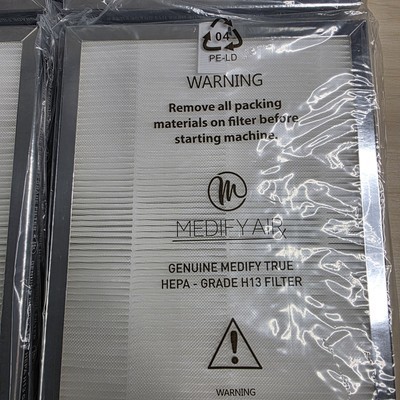 04
PE-LD
WARNING
Remove all packing
materials on filter before
starting machine.
m
MEDIFY AIR
GENUINE MEDIFY TRUE
HEPA - GRADE H13 FILTER
WARNING